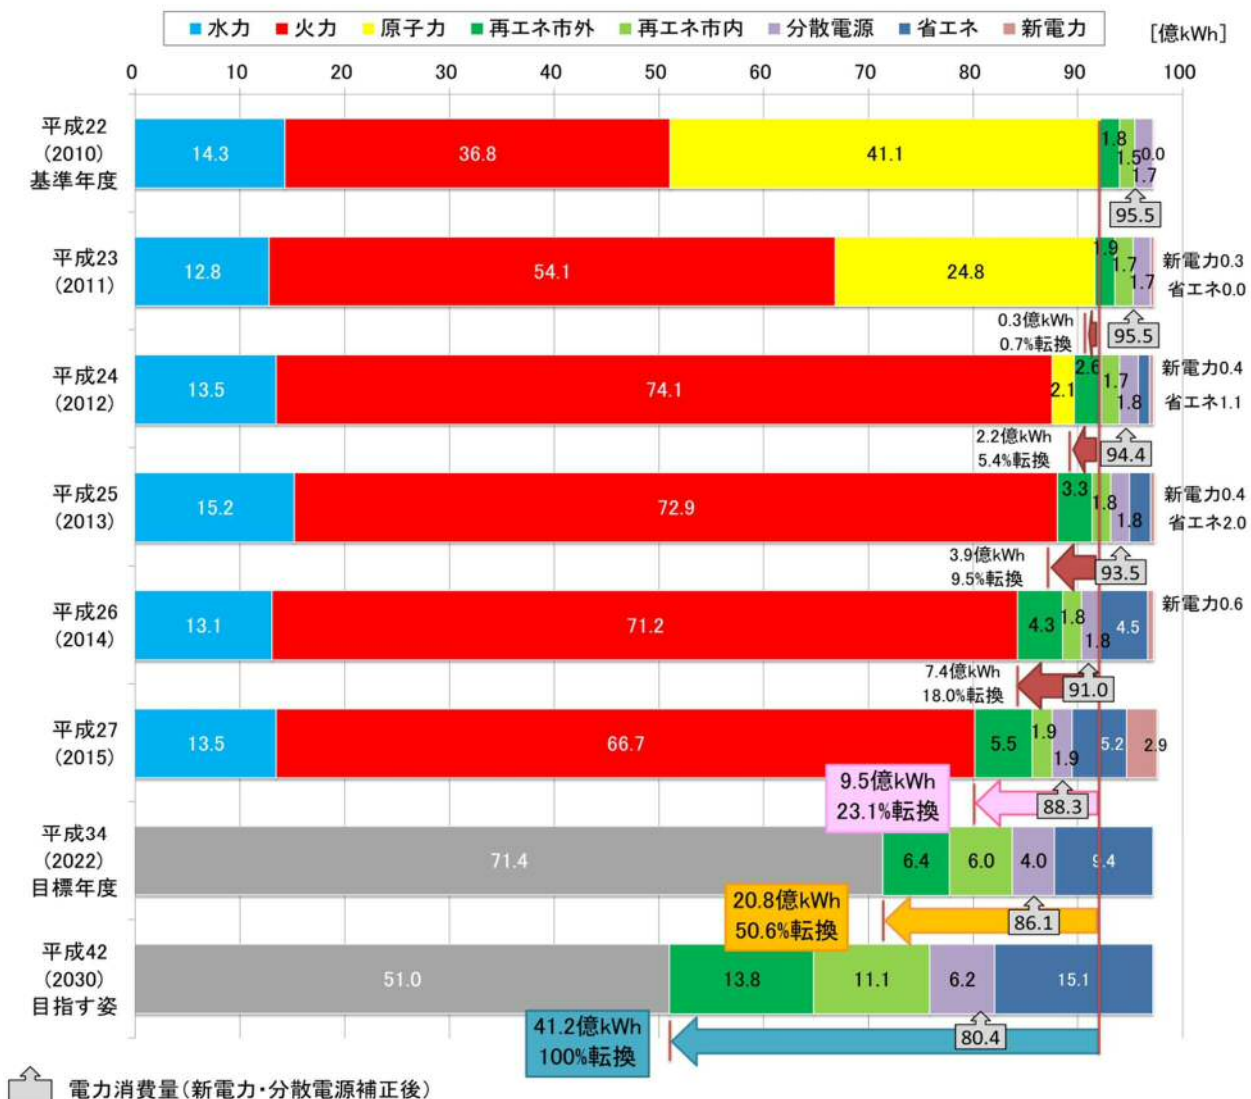 水力 火力 原子力 再エネ市外 再エネ市内 分散電源 省エネ 新電力 [億kWh]
0 10 20 30 40 50 60 70 80 90 100
平成22
(2010)
基準年度
14.3 36.8 41.1 1.8 1.5 1.7 0.0
95.5
平成23
(2011)
12.8 54.1 24.8 1.9 1.7 1.7
新電力0.3
省エネ0.0
0.3億kWh
0.7%転換
95.5
平成24
(2012)
13.5 74.1 2.1 2.6 1.7 1.8
新電力0.4
省エネ1.1
2.2億kWh
5.4%転換
94.4
平成25
(2013)
15.2 72.9 3.3 1.8 1.8
新電力0.4
省エネ2.0
3.9億kWh
9.5%転換
93.5
平成26
(2014)
13.1 71.2 4.3 1.8 1.8 4.5
新電力0.6
7.4億kWh
18.0%転換
91.0
平成27
(2015)
13.5 66.7 5.5 1.9 1.9 5.2 2.9
9.5億kWh
23.1%転換
88.3
平成34
(2022)
目標年度
71.4 6.4 6.0 4.0 9.4
20.8億kWh
50.6%転換
86.1
平成42
(2030)
目指す姿
51.0 13.8 11.1 6.2 15.1
41.2億kWh
100%転換
80.4
電力消費量(新電力・分散電源補正後)